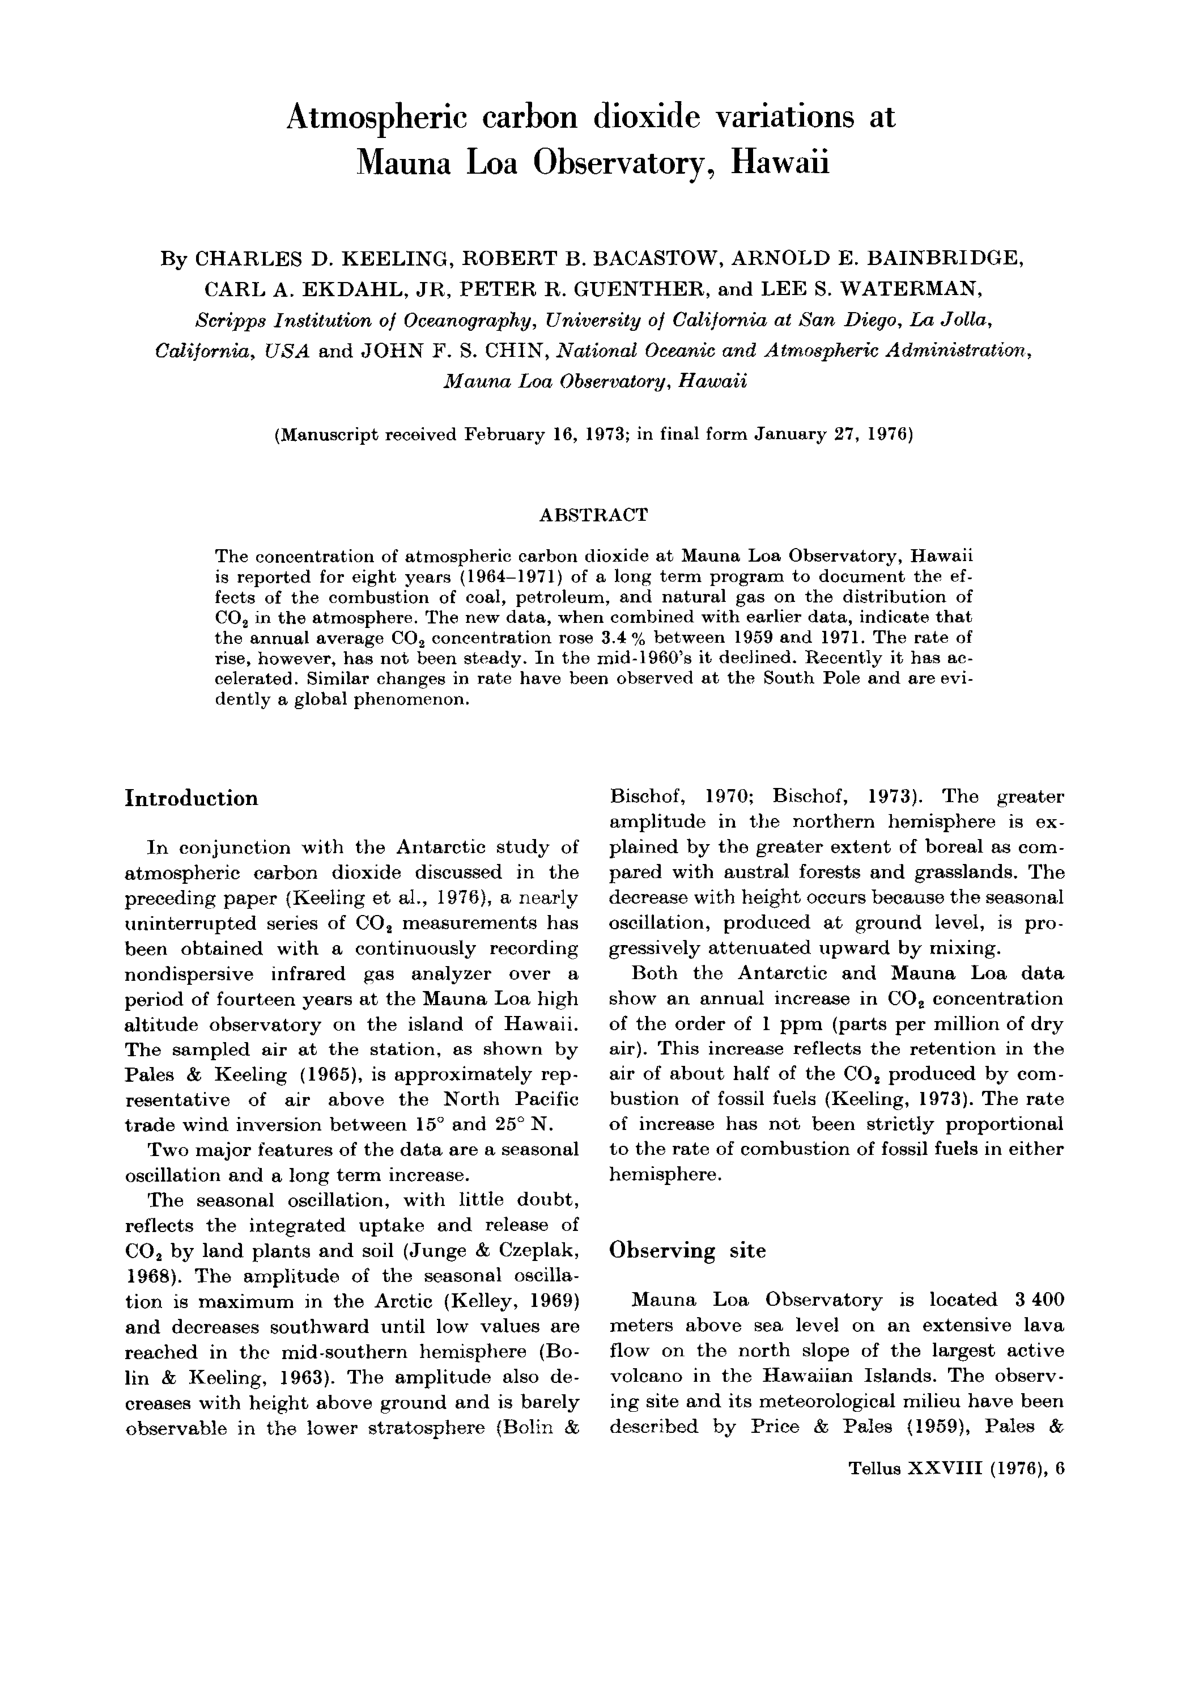 Atmospheric carbon dioxide variations at
Mauna Loa Observatory, Hawaii
By CHARLES D. KEELING, ROBERT B. BACASTOW, ARNOLD E. BAINBRIDGE,
CARL A. EKDAHL, JR, PETER R. GUENTHER, and LEE S. WATERMAN,
Scripps Institution of Oceanography, University of California at San Diego, La Jolla,
California, USA and JOHN F. S. CHIN, National Oceanic and Atmospheric Administration,
Mauna Loa Observatory, Hawaii
(Manuscript received February 16, 1973; in final form January 27, 1976)
ABSTRACT
The concentration of atmospheric carbon dioxide at Mauna Loa Observatory, Hawaii
is reported for eight years (1964–1971) of a long term program to document the ef-
fects of the combustion of coal, petroleum, and natural gas on the distribution of
CO₂ in the atmosphere. The new data, when combined with earlier data, indicate that
the annual average CO₂ concentration rose 3.4 % between 1959 and 1971. The rate of
rise, however, has not been steady. In the mid-1960's it declined. Recently it has ac-
celerated. Similar changes in rate have been observed at the South Pole and are evi-
dently a global phenomenon.
Introduction
In conjunction with the Antarctic study of
atmospheric carbon dioxide discussed in the
preceding paper (Keeling et al., 1976), a nearly
uninterrupted series of CO₂ measurements has
been obtained with a continuously recording
nondispersive infrared gas analyzer over a
period of fourteen years at the Mauna Loa high
altitude observatory on the island of Hawaii.
The sampled air at the station, as shown by
Pales & Keeling (1965), is approximately rep-
resentative of air above the North Pacific
trade wind inversion between 15° and 25° N.
Two major features of the data are a seasonal
oscillation and a long term increase.
The seasonal oscillation, with little doubt,
reflects the integrated uptake and release of
CO₂ by land plants and soil (Junge & Czeplak,
1968). The amplitude of the seasonal oscilla-
tion is maximum in the Arctic (Kelley, 1969)
and decreases southward until low values are
reached in the mid-southern hemisphere (Bo-
lin & Keeling, 1963). The amplitude also de-
creases with height above ground and is barely
observable in the lower stratosphere (Bolin &
Bischof, 1970; Bischof, 1973). The greater
amplitude in the northern hemisphere is ex-
plained by the greater extent of boreal as com-
pared with austral forests and grasslands. The
decrease with height occurs because the seasonal
oscillation, produced at ground level, is pro-
gressively attenuated upward by mixing.
Both the Antarctic and Mauna Loa data
show an annual increase in CO₂ concentration
of the order of 1 ppm (parts per million of dry
air). This increase reflects the retention in the
air of about half of the CO₂ produced by com-
bustion of fossil fuels (Keeling, 1973). The rate
of increase has not been strictly proportional
to the rate of combustion of fossil fuels in either
hemisphere.
Observing site
Mauna Loa Observatory is located 3 400
meters above sea level on an extensive lava
flow on the north slope of the largest active
volcano in the Hawaiian Islands. The observ-
ing site and its meteorological milieu have been
described by Price & Pales (1959), Pales &
Tellus XXVIII (1976), 6